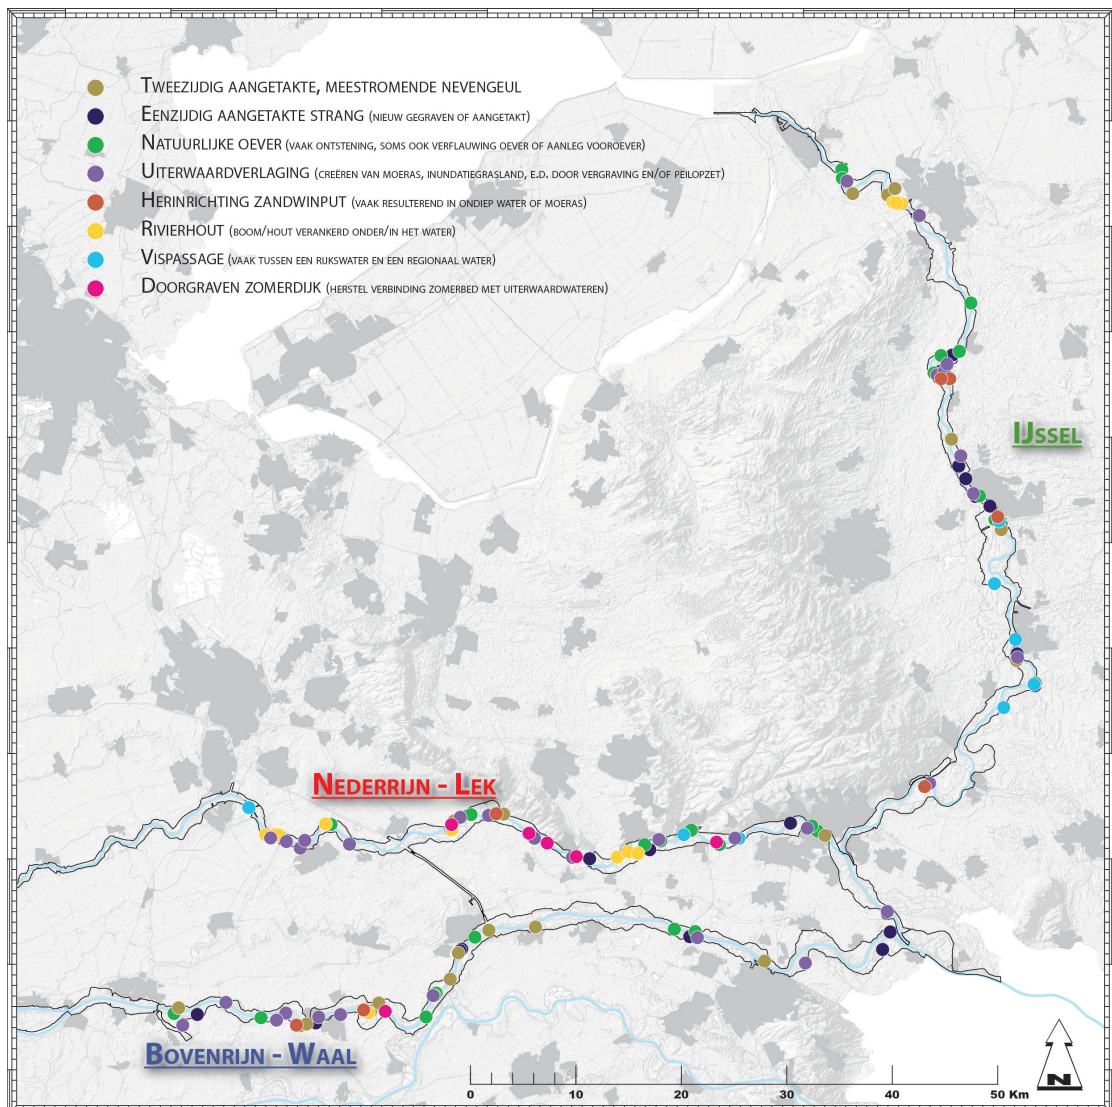 Tweezijdig aangetakte, meestromende nevengeul
Eenzijdig aangetakte strang (nieuw gegraven of aangetakt)
Natuurlijke oever (vaak ontstening, soms ook verflauwing oever of aanleg vooroever)
Uiterwaardverlaging (creëren van moeras, inundatiegrasland, e.d. door vergraving en/of peilopzet)
Herinrichting zandwinput (vaak resulterend in ondiep water of moeras)
Rivierhout (boom/hout verankerd onder/in het water)
Vispassage (vaak tussen een rijkswater en een regionaal water)
Doorgraven zomerdijk (herstel verbinding zomerbed met uiterwaardwateren)
IJssel
Nederrijn - Lek
Bovenrijn - Waal
N
0 10 20 30 40 50 Km